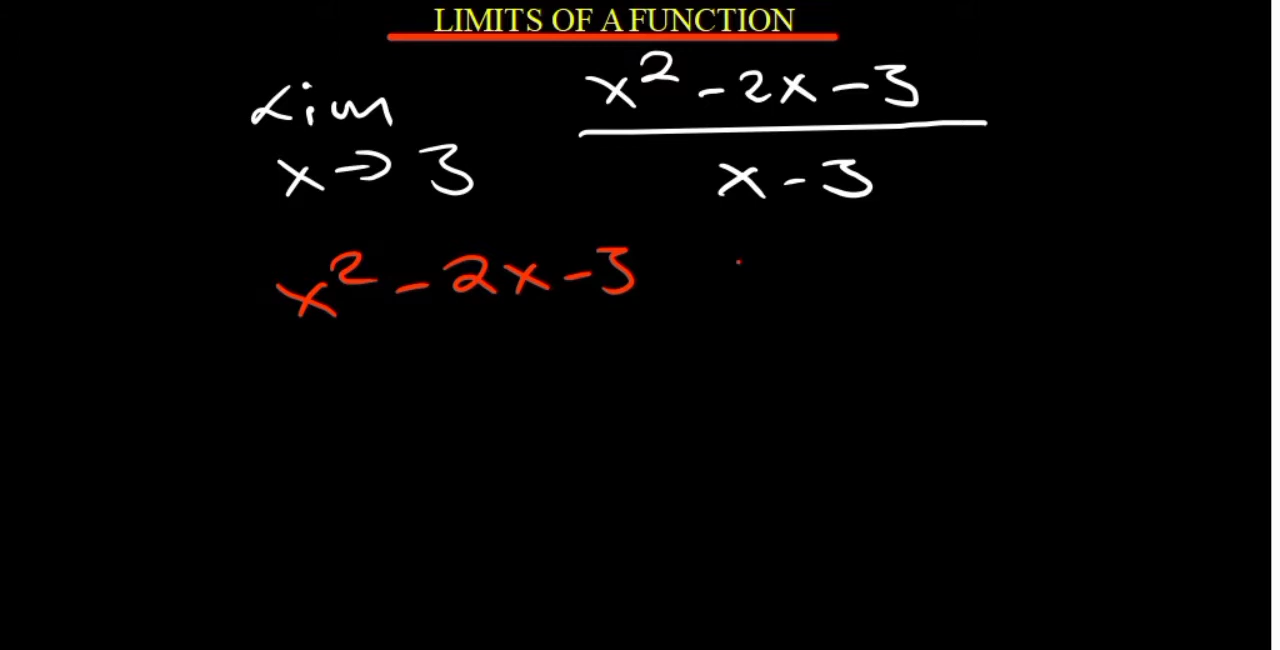 LIMITS OF A FUNCTION
Lim x² - 2x - 3
x → 3 x - 3
x² - 2x - 3